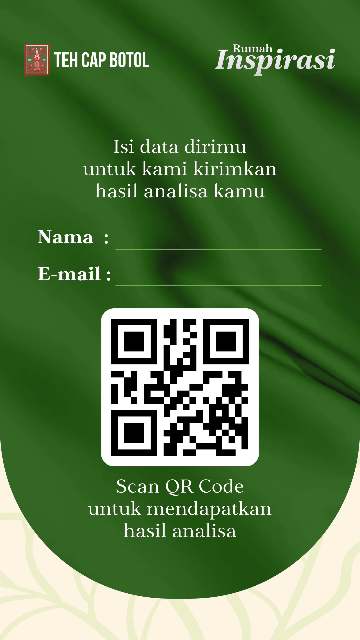 TEH CAP BOTOL
Rumah
Inspirasi
Isi data dirimu
untuk kami kirimkan
hasil analisa kamu
Nama :
E-mail :
Scan QR Code
untuk mendapatkan
hasil analisa